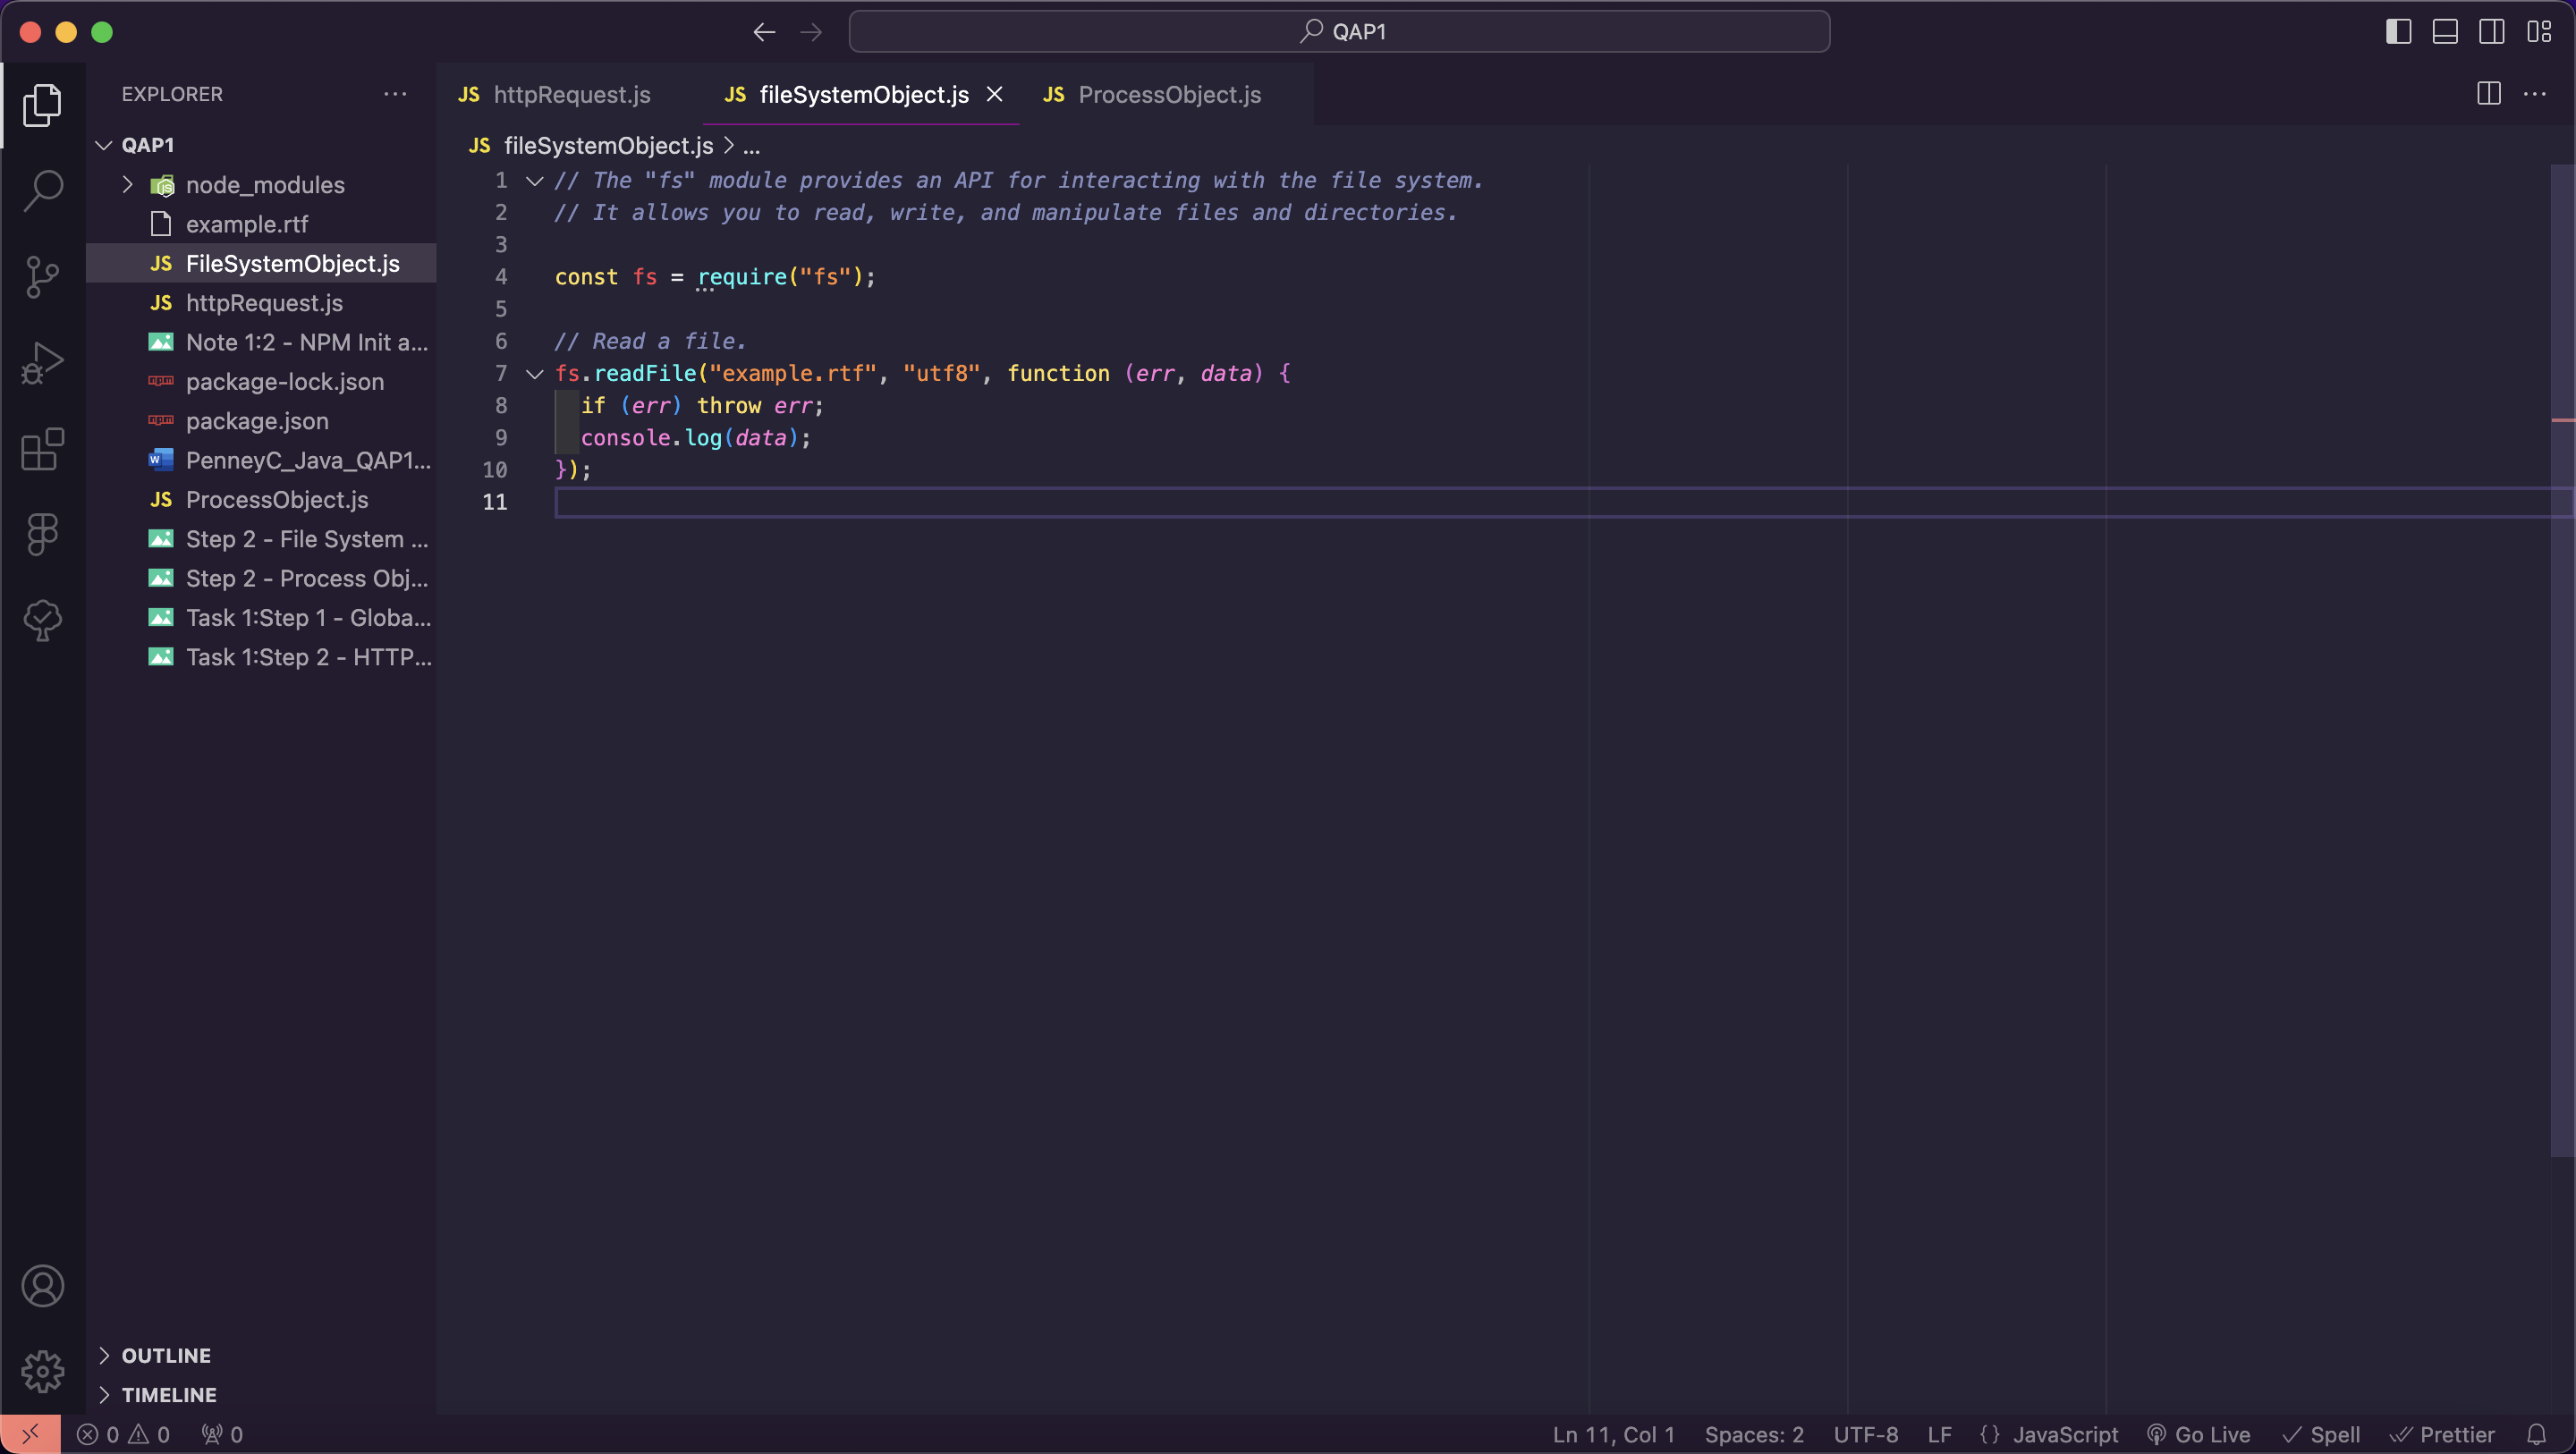 QAP1
EXPLORER
QAP1
node_modules
example.rtf
FileSystemObject.js
httpRequest.js
Note 1:2 - NPM Init a...
package-lock.json
package.json
PenneyC_Java_QAP1...
ProcessObject.js
Step 2 - File System ...
Step 2 - Process Obj...
Task 1:Step 1 - Globa...
Task 1:Step 2 - HTTP...
OUTLINE
TIMELINE
JS httpRequest.js JS fileSystemObject.js JS ProcessObject.js
JS fileSystemObject.js > ...
1 // The "fs" module provides an API for interacting with the file system.
2 // It allows you to read, write, and manipulate files and directories.
3
4 const fs = require("fs");
5
6 // Read a file.
7 fs.readFile("example.rtf", "utf8", function (err, data) {
8 if (err) throw err;
9 console.log(data);
10 });
11
0 0 0 Ln 11, Col 1 Spaces: 2 UTF-8 LF {} JavaScript Go Live Spell Prettier